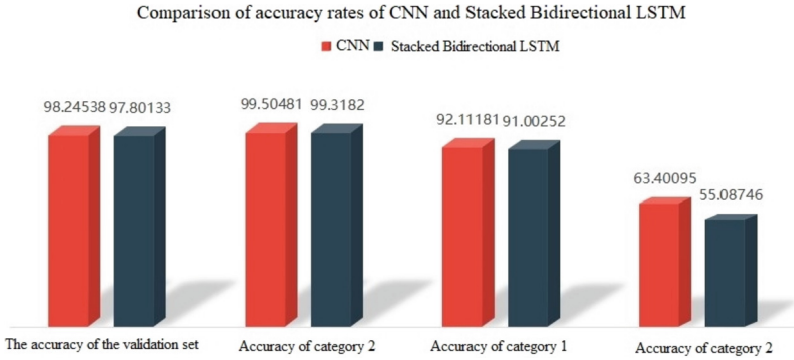 Comparison of accuracy rates of CNN and Stacked Bidirectional LSTM
CNN Stacked Bidirectional LSTM
98.24538 97.80133 99.50481 99.3182 92.11181 91.00252 63.40095 55.08746
The accuracy of the validation set Accuracy of category 2 Accuracy of category 1 Accuracy of category 2